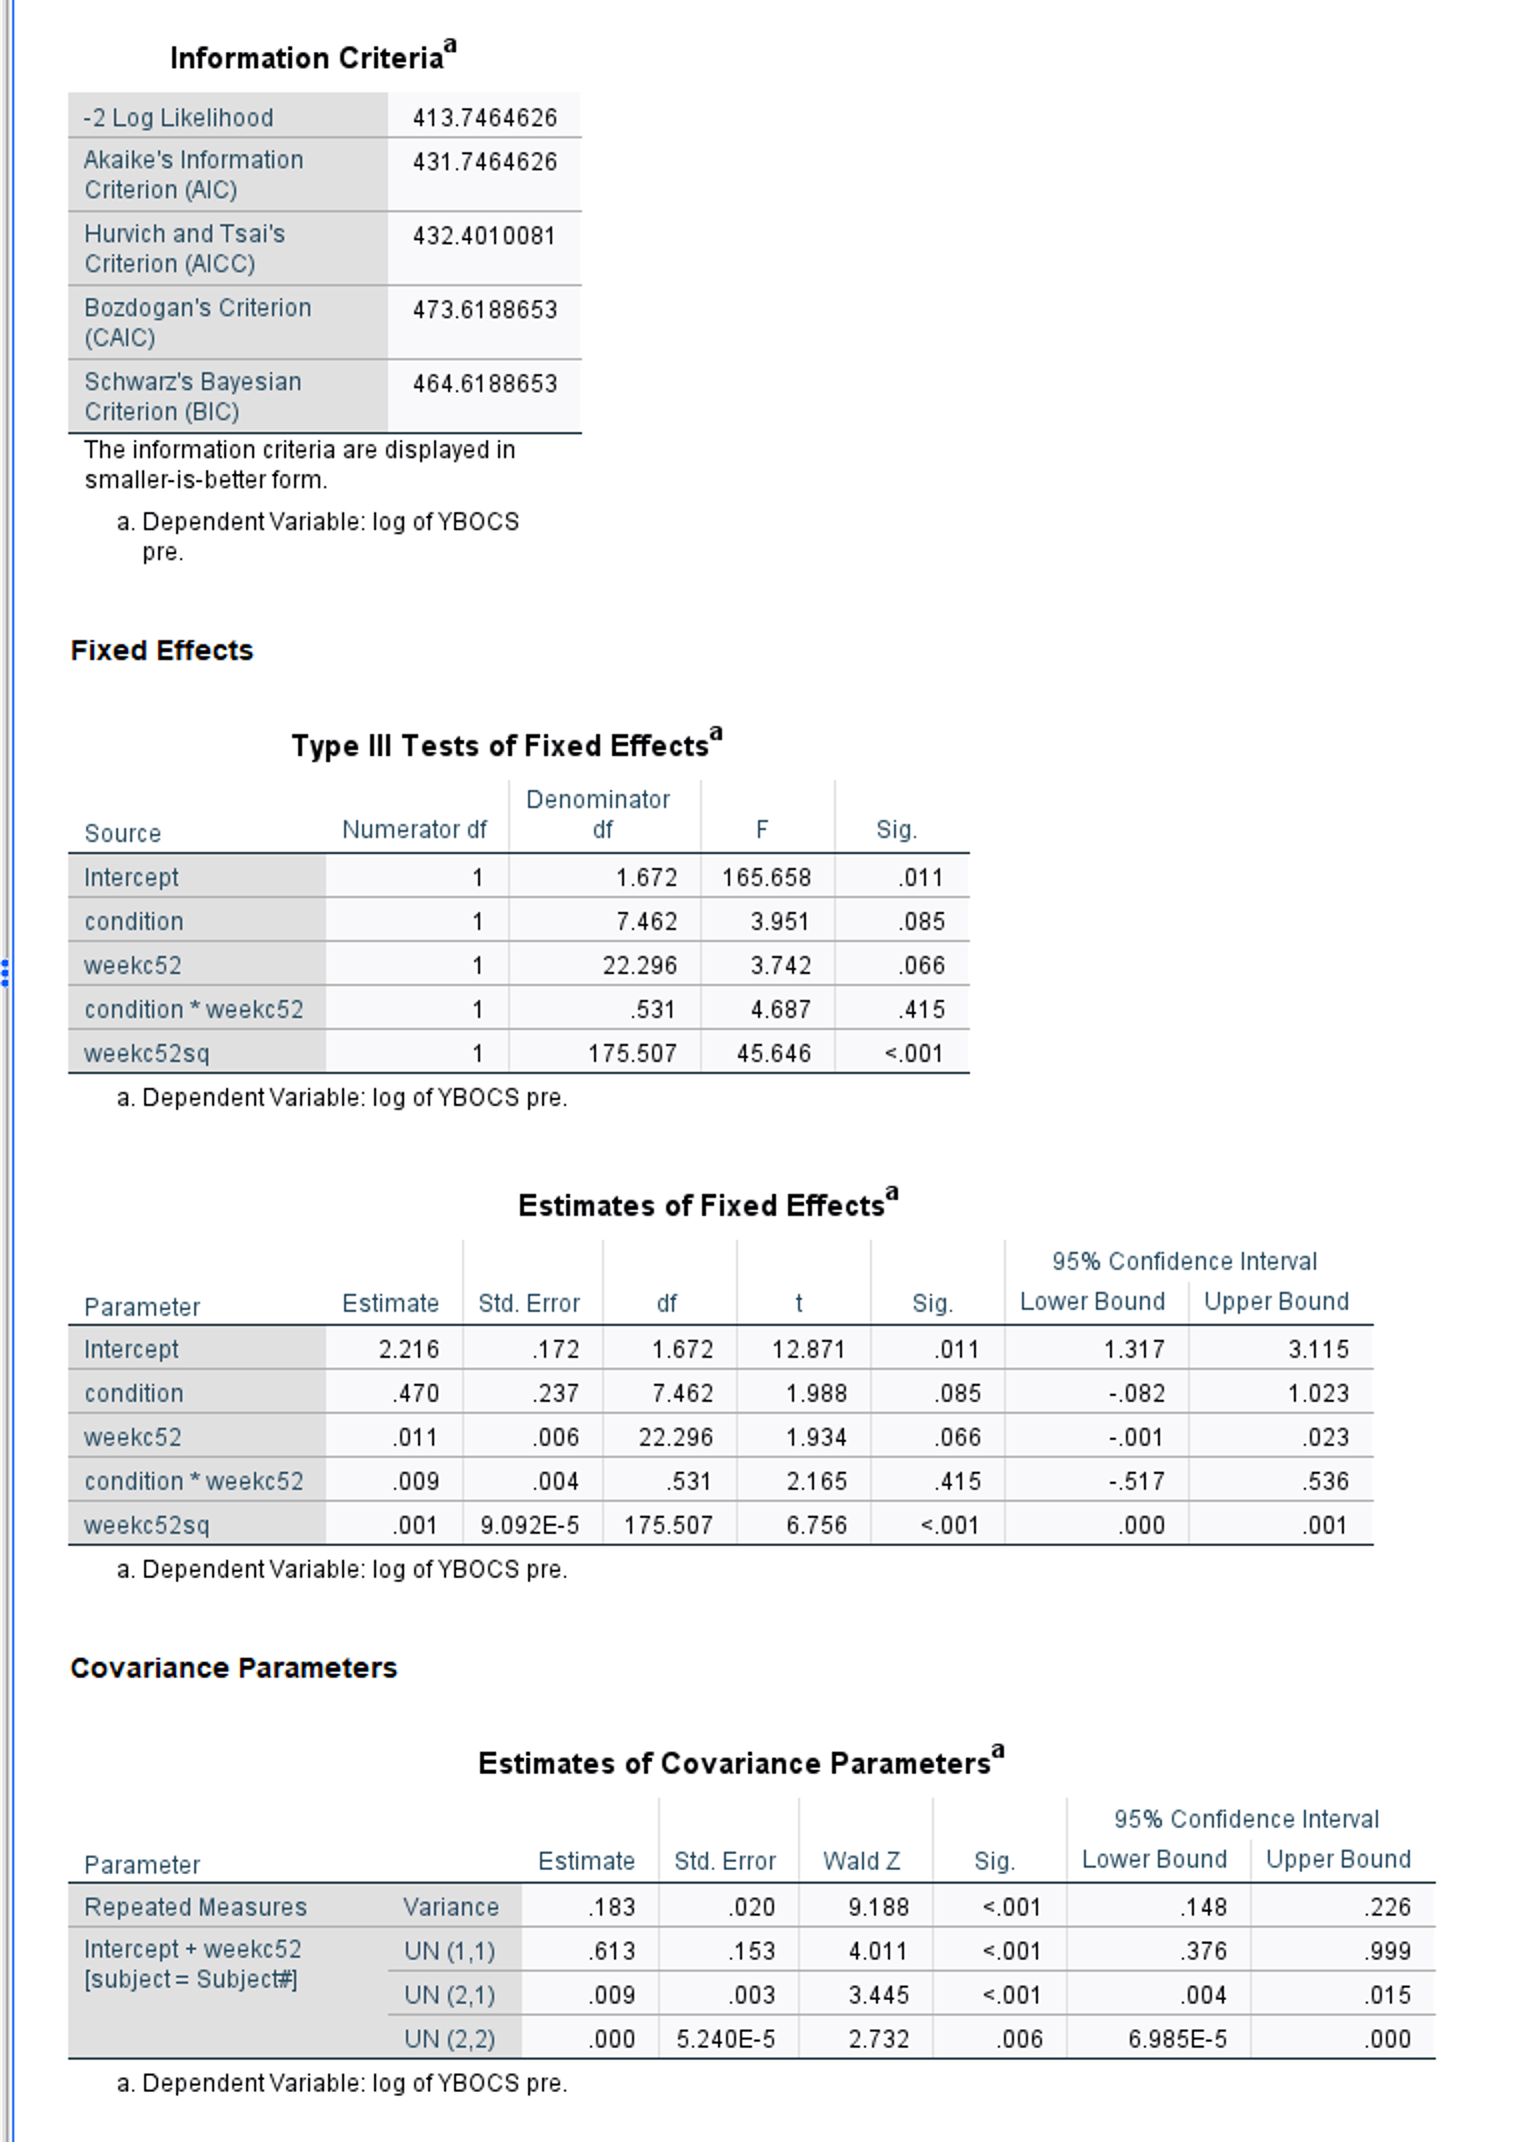 Information Criteriaa
-2 Log Likelihood 413.7464626
Akaike's Information
Criterion (AIC) 431.7464626
Hurvich and Tsai's
Criterion (AICC) 432.4010081
Bozdogan's Criterion
(CAIC) 473.6188653
Schwarz's Bayesian
Criterion (BIC) 464.6188653
The information criteria are displayed in
smaller-is-better form.
a. Dependent Variable: log of YBOCS
pre.
Fixed Effects
Type III Tests of Fixed Effectsa
Source Numerator df Denominator df F Sig.
Intercept 1 1.672 165.658 .011
condition 1 7.462 3.951 .085
weekc52 1 22.296 3.742 .066
condition * weekc52 1 .531 4.687 .415
weekc52sq 1 175.507 45.646 <.001
a. Dependent Variable: log of YBOCS pre.
Estimates of Fixed Effectsa
95% Confidence Interval
Parameter Estimate Std. Error df t Sig. Lower Bound Upper Bound
Intercept 2.216 .172 1.672 12.871 .011 1.317 3.115
condition .470 .237 7.462 1.988 .085 -.082 1.023
weekc52 .011 .006 22.296 1.934 .066 -.001 .023
condition * weekc52 .009 .004 .531 2.165 .415 -.517 .536
weekc52sq .001 9.092E-5 175.507 6.756 <.001 .000 .001
a. Dependent Variable: log of YBOCS pre.
Covariance Parameters
Estimates of Covariance Parametersa
95% Confidence Interval
Parameter Estimate Std. Error Wald Z Sig. Lower Bound Upper Bound
Repeated Measures Variance .183 .020 9.188 <.001 .148 .226
Intercept + weekc52 UN (1,1) .613 .153 4.011 <.001 .376 .999
[subject = Subject#]
UN (2,1) .009 .003 3.445 <.001 .004 .015
UN (2,2) .000 5.240E-5 2.732 .006 6.985E-5 .000
a. Dependent Variable: log of YBOCS pre.